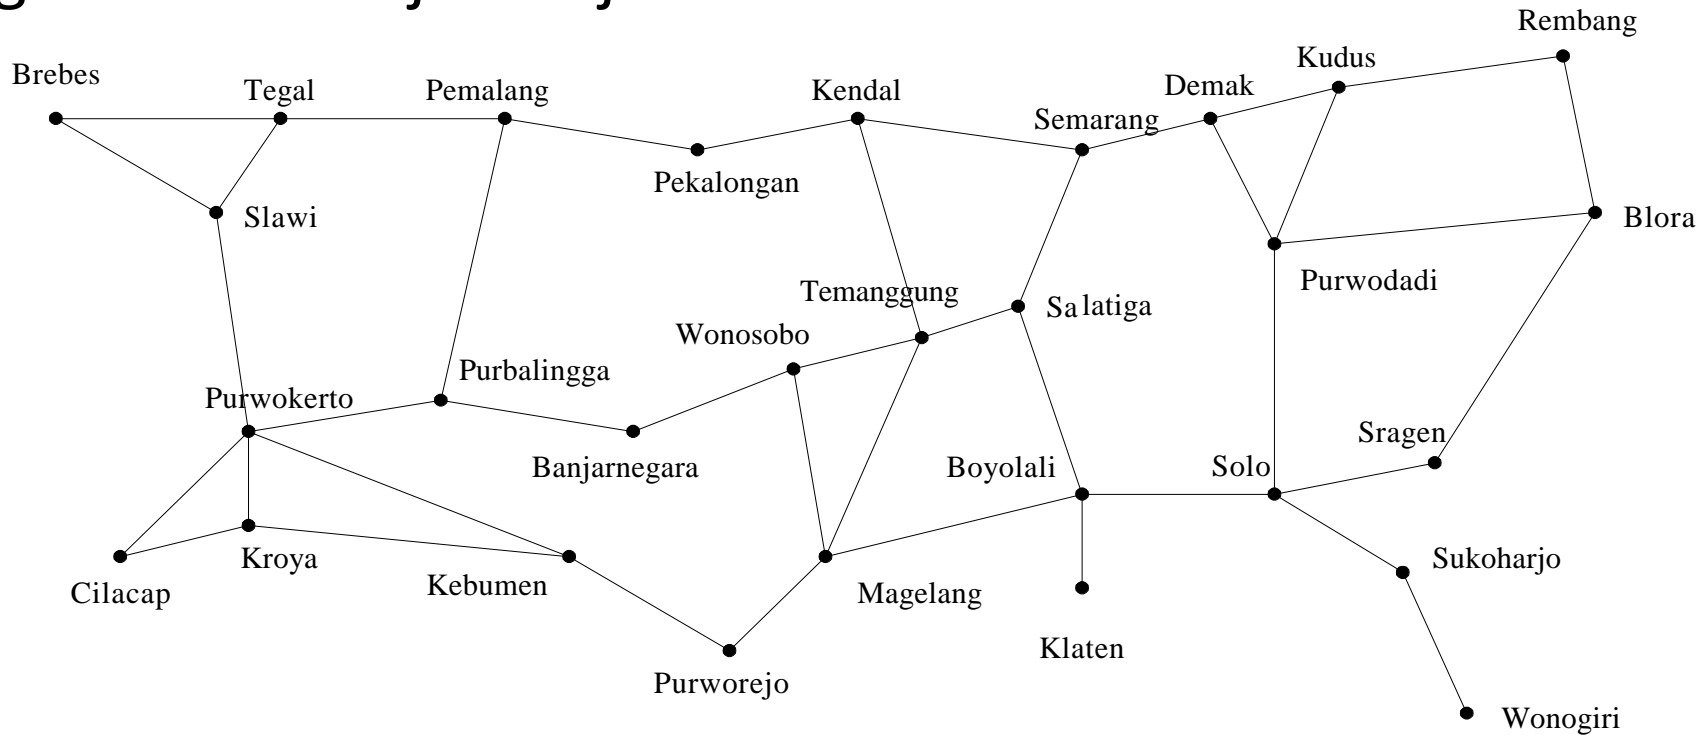 Rembang
Kudus
Brebes
Tegal
Pemalang
Kendal
Demak
Semarang
Pekalongan
Slawi
Blora
Purwodadi
Temanggung
Salatiga
Wonosobo
Purbalingga
Purwokerto
Sragen
Banjarnegara
Boyolali
Solo
Kroya
Sukoharjo
Cilacap
Kebumen
Magelang
Klaten
Purworejo
Wonogiri